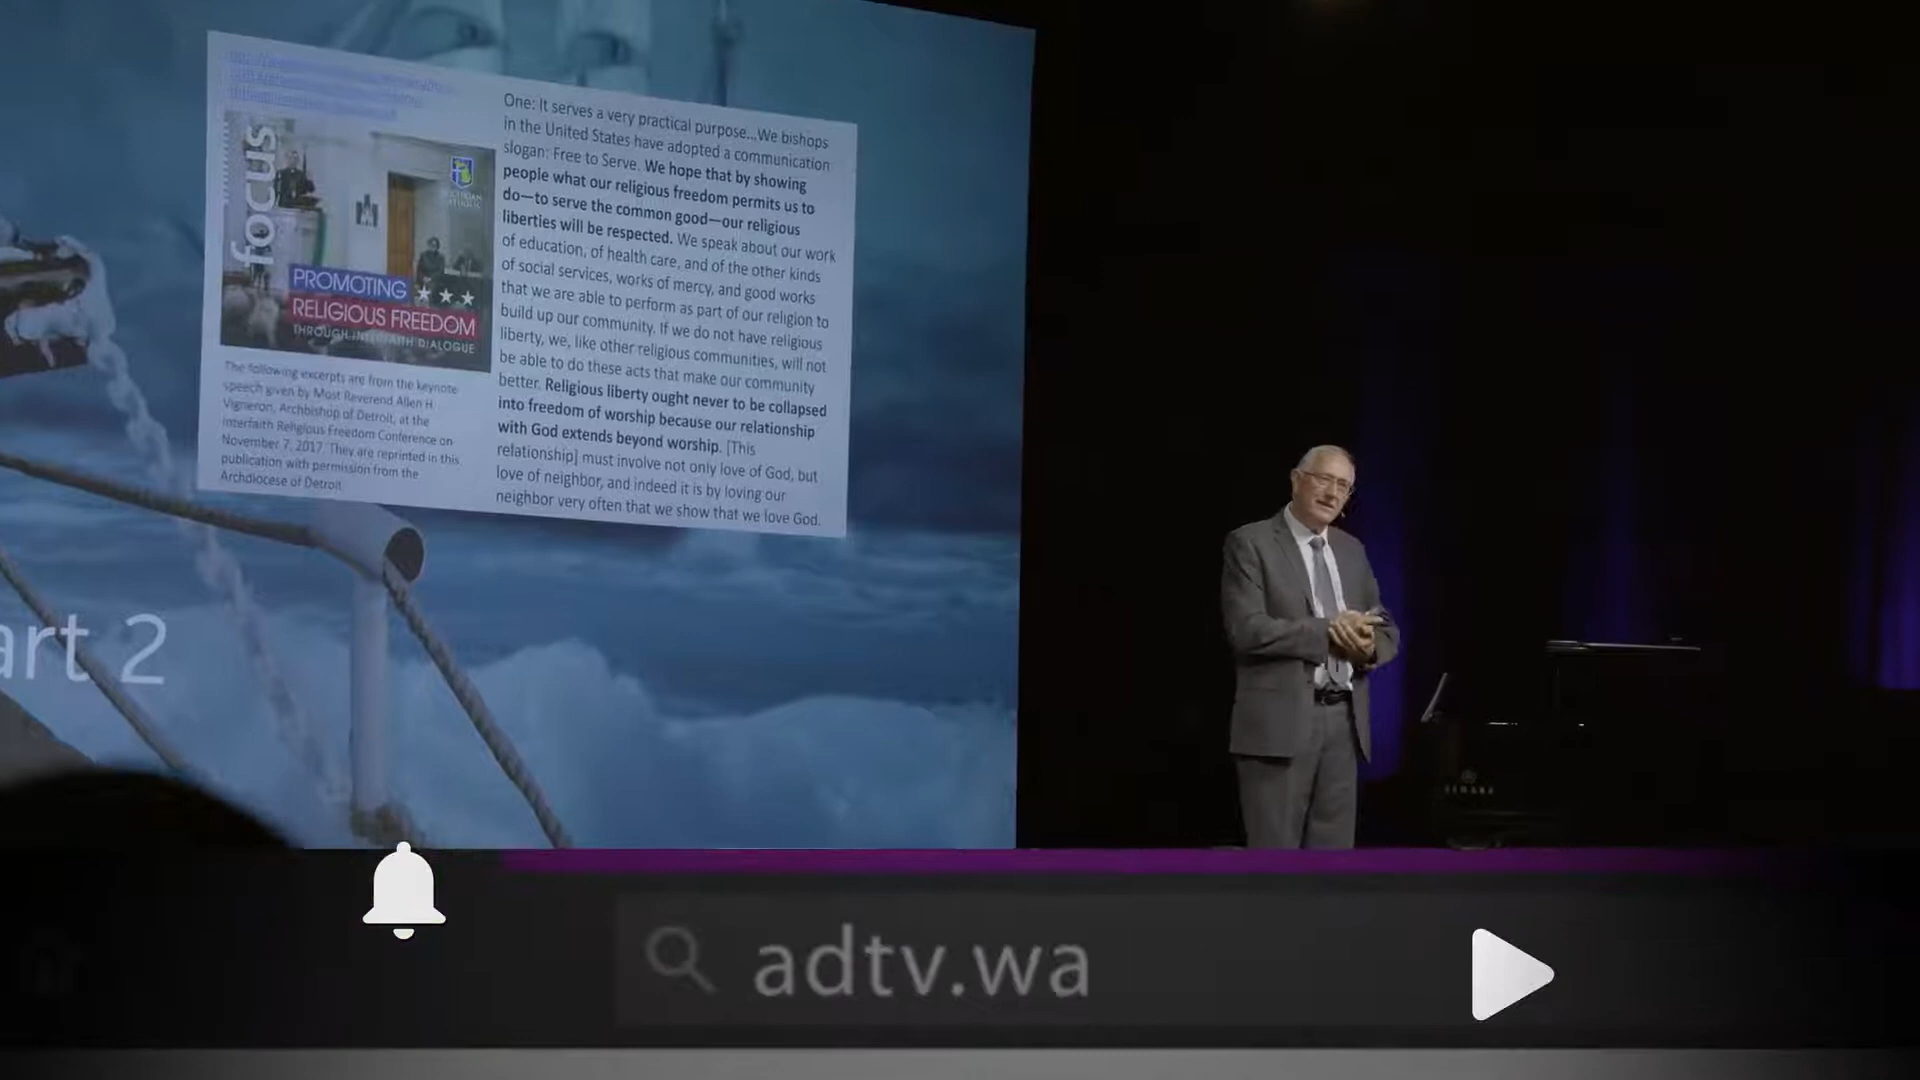 focus
PROMOTING
RELIGIOUS FREEDOM
THROUGH INTERFAITH DIALOGUE
The following excerpts are from the keynote
speech given by Most Reverend Allen H.
Vigneron, Archbishop of Detroit, at the
Interfaith Religious Freedom Conference on
November 7, 2017. They are reprinted in this
publication with permission from the
Archdiocese of Detroit.
One: It serves a very practical purpose...We bishops
in the United States have adopted a communication
slogan: Free to Serve. We hope that by showing
people what our religious freedom permits us to
do—to serve the common good—our religious
liberties will be respected. We speak about our work
of education, of health care, and of the other kinds
of social services, works of mercy, and good works
that we are able to perform as part of our religion to
build up our community. If we do not have religious
liberty, we, like other religious communities, will not
be able to do these acts that make our community
better. Religious liberty ought never to be collapsed
into freedom of worship because our relationship
with God extends beyond worship. [This
relationship] must involve not only love of God, but
love of neighbor, and indeed it is by loving our
neighbor very often that we show that we love God.
art 2
YAMAHA
adtv.wa